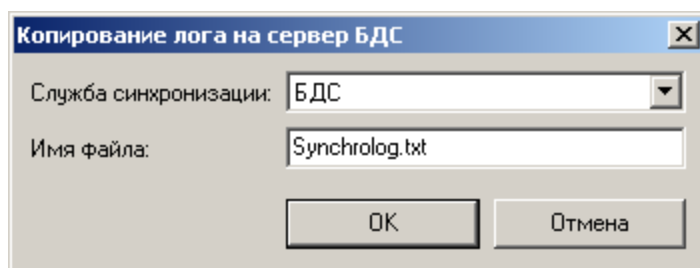 Копирование лога на сервер БДС
Служба синхронизации: БДС
Имя файла: Synchrolog.txt
OK Отмена